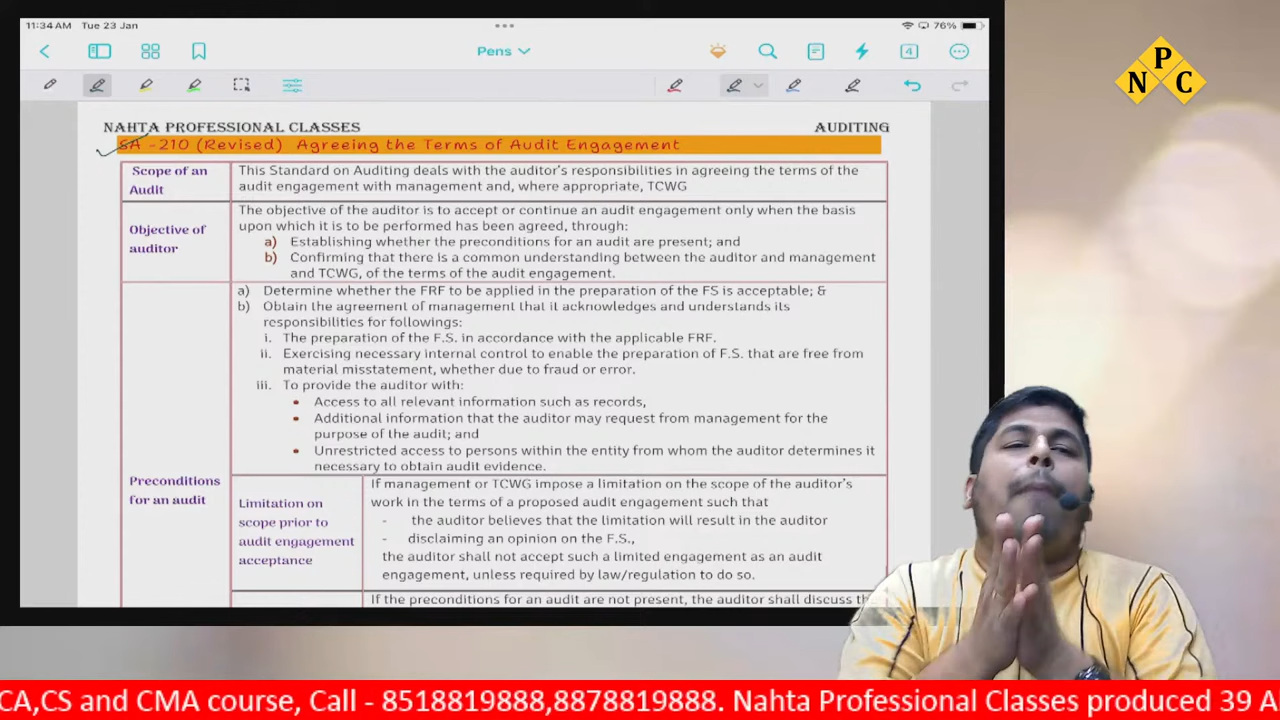 11:34 AM Tue 23 Jan
76%
Pens
4
NAHTA PROFESSIONAL CLASSES
AUDITING
SA -210 (Revised) Agreeing the Terms of Audit Engagement
Scope of an
Audit
This Standard on Auditing deals with the auditor's responsibilities in agreeing the terms of the
audit engagement with management and, where appropriate, TCWG
Objective of
auditor
The objective of the auditor is to accept or continue an audit engagement only when the basis
upon which it is to be performed has been agreed, through:
a) Establishing whether the preconditions for an audit are present; and
b) Confirming that there is a common understanding between the auditor and management
and TCWG, of the terms of the audit engagement.
Preconditions
for an audit
a) Determine whether the FRF to be applied in the preparation of the FS is acceptable; &
b) Obtain the agreement of management that it acknowledges and understands its
responsibilities for followings:
i. The preparation of the F.S. in accordance with the applicable FRF.
ii. Exercising necessary internal control to enable the preparation of F.S. that are free from
material misstatement, whether due to fraud or error.
iii. To provide the auditor with:
• Access to all relevant information such as records,
• Additional information that the auditor may request from management for the
purpose of the audit; and
• Unrestricted access to persons within the entity from whom the auditor determines it
necessary to obtain audit evidence.
Limitation on
scope prior to
audit engagement
acceptance
If management or TCWG impose a limitation on the scope of the auditor's
work in the terms of a proposed audit engagement such that
- the auditor believes that the limitation will result in the auditor
- disclaiming an opinion on the F.S.,
the auditor shall not accept such a limited engagement as an audit
engagement, unless required by law/regulation to do so.
If the preconditions for an audit are not present, the auditor shall discuss the
N P C
CA,CS and CMA course, Call - 8518819888,8878819888. Nahta Professional Classes produced 39 A